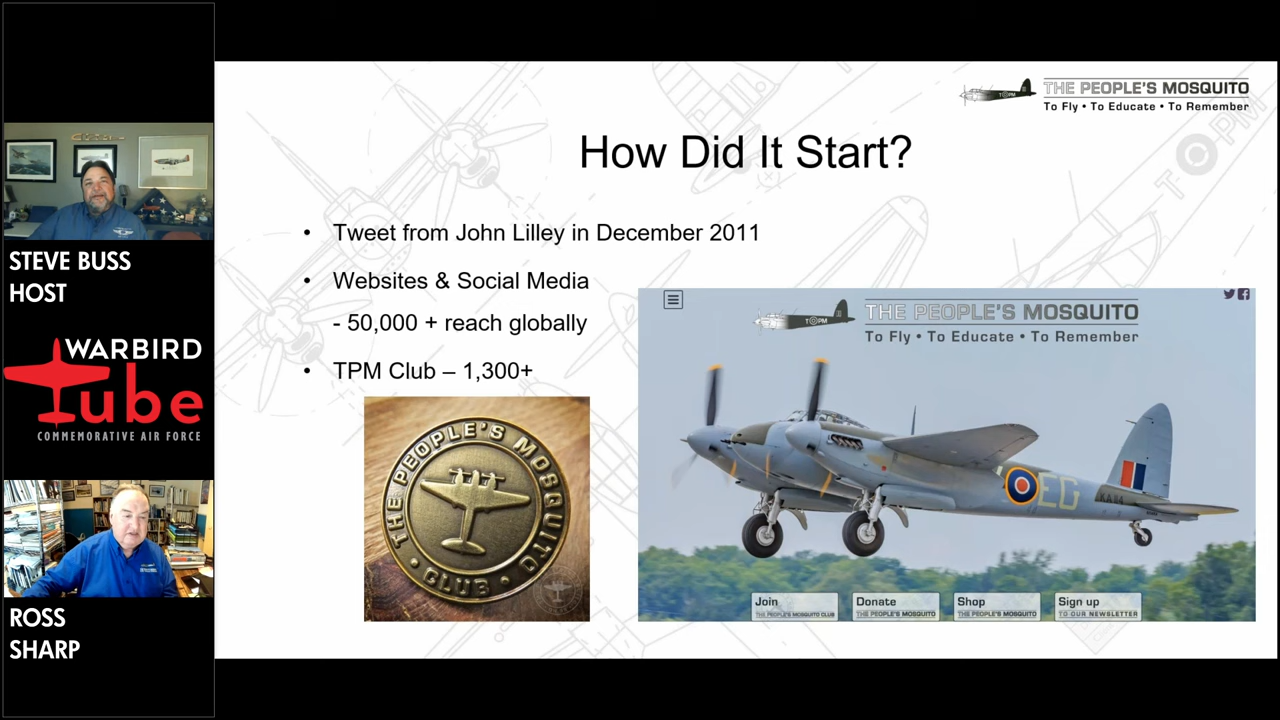 STEVE BUSS
HOST
WARBIRD
Tube
COMMEMORATIVE AIR FORCE
ROSS
SHARP
THE PEOPLE'S MOSQUITO
To Fly • To Educate • To Remember
How Did It Start?
• Tweet from John Lilley in December 2011
• Websites & Social Media
- 50,000 + reach globally
• TPM Club – 1,300+
THE PEOPLE'S MOSQUITO
• CLUB •
THE PEOPLE'S MOSQUITO
To Fly • To Educate • To Remember
EG
Join
THE PEOPLE'S MOSQUITO CLUB
Donate
THE PEOPLE'S MOSQUITO
Shop
THE PEOPLE'S MOSQUITO
Sign up
TO OUR NEWSLETTER